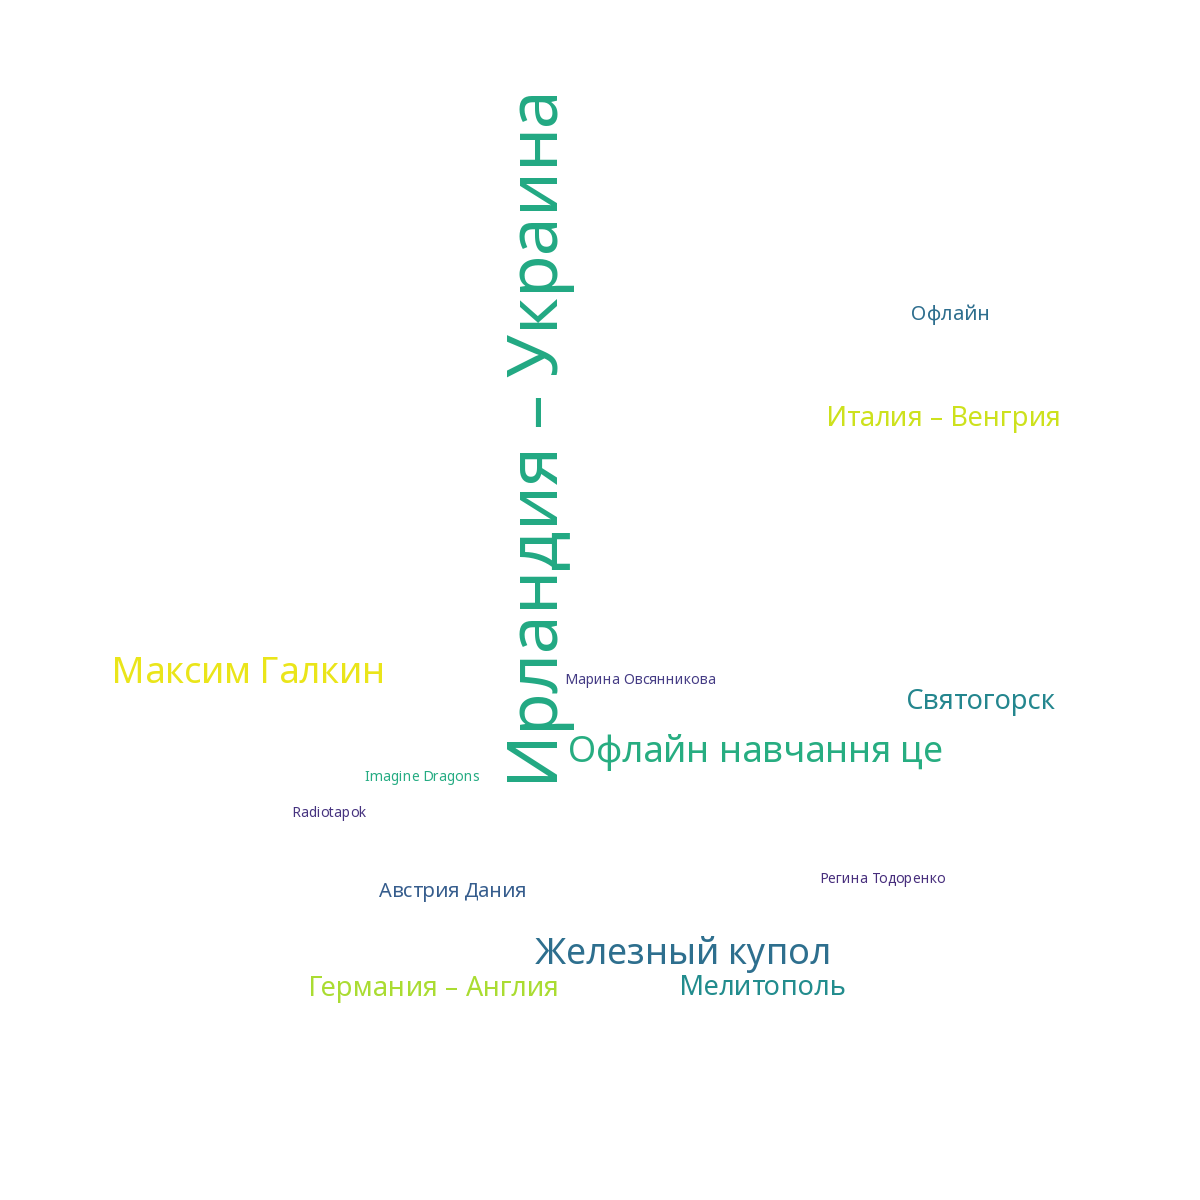 Ирландия – Украина
Офлайн
Италия – Венгрия
Максим Галкин
Марина Овсянникова
Святогорск
Офлайн навчання це
Imagine Dragons
Radiotapok
Регина Тодоренко
Австрия Дания
Железный купол
Германия – Англия
Мелитополь